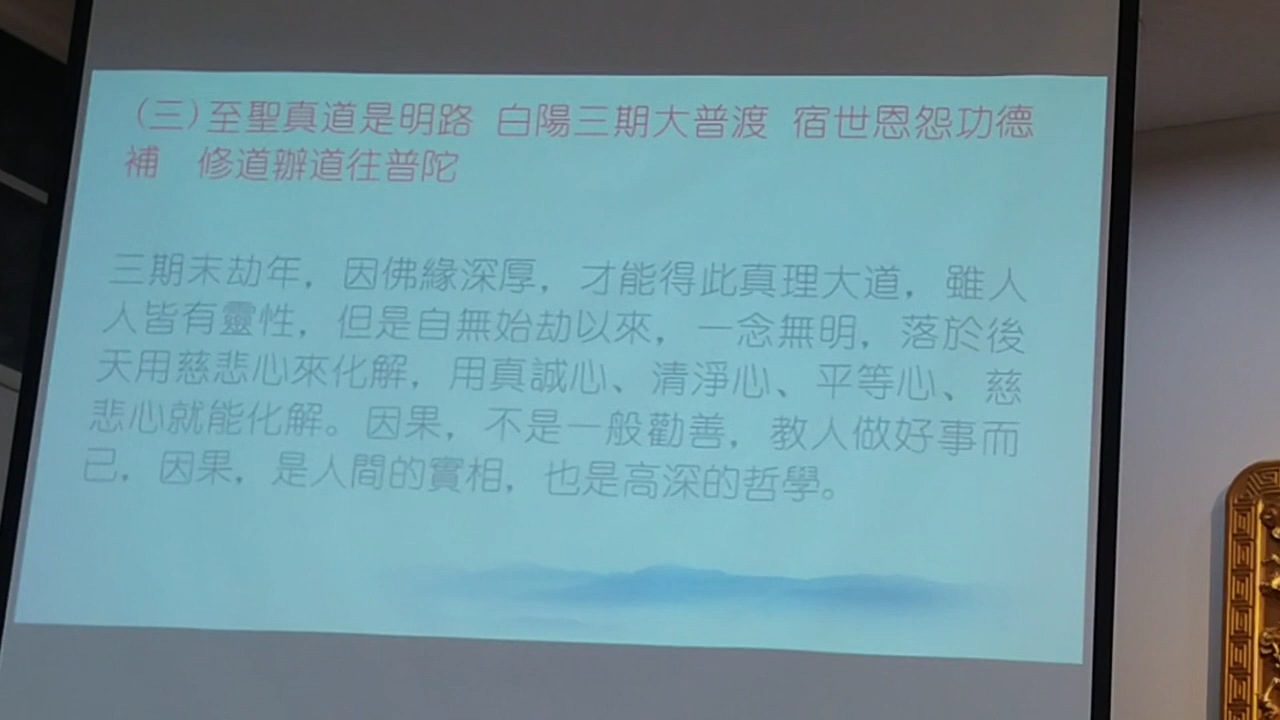 (三)至聖真道是明路 白陽三期大普渡 宿世恩怨功德
補 修道辦道往普陀
三期末劫年，因佛緣深厚，才能得此真理大道，雖人
人皆有靈性，但是自無始劫以來，一念無明，落於後
天用慈悲心來化解，用真誠心、清淨心、平等心、慈
悲心就能化解。因果，不是一般勸善，教人做好事而
已，因果，是人間的實相，也是高深的哲學。